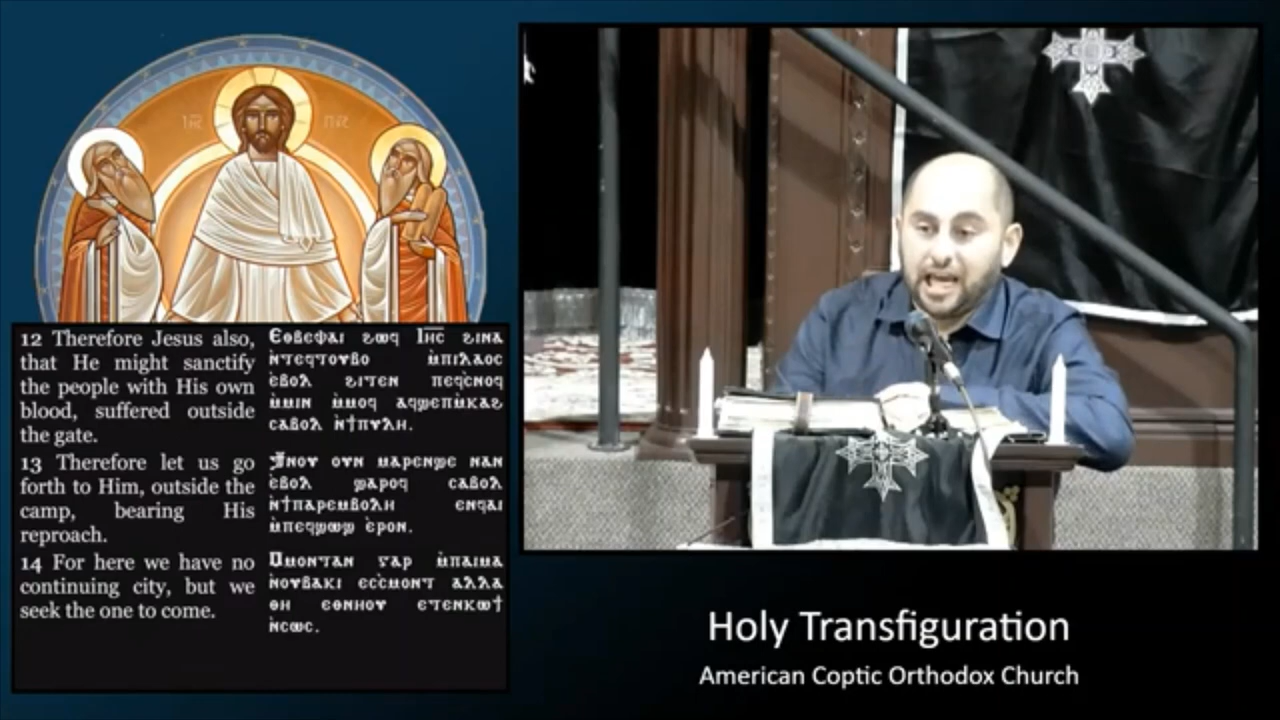 12 Therefore Jesus also,
that He might sanctify
the people with His own
blood, suffered outside
the gate.
13 Therefore let us go
forth to Him, outside the
camp, bearing His
reproach.
14 For here we have no
continuing city, but we
seek the one to come.
Ⲉⲑⲃⲉⲫⲁⲓ ϩⲱϥ Ⲓⲏ̅ⲥ̅ ϩⲓⲛⲁ
ⲛ̀ⲧⲉϥⲧⲟⲩⲃⲟ ⲙ̀ⲡⲓⲗⲁⲟⲥ
ⲉ̀ⲃⲟⲗ ϩⲓⲧⲉⲛ ⲡⲉϥⲥ̀ⲛⲟϥ
ⲙ̀ⲙⲓⲛ ⲙ̀ⲙⲟϥ ⲁϥϣⲉⲡⲙ̀ⲕⲁϩ
ⲥⲁⲃⲟⲗ ⲛ̀ϯⲡⲩⲗⲏ.
Ϯⲛⲟⲩ ⲟⲩⲛ ⲙⲁⲣⲉⲛϣⲉ ⲛⲁⲛ
ⲉ̀ⲃⲟⲗ ϣⲁⲣⲟϥ ⲥⲁⲃⲟⲗ
ⲛ̀ϯⲡⲁⲣⲉⲙⲃⲟⲗⲏ ⲉⲛϥⲁⲓ
ⲙ̀ⲡⲉϥϣⲱϣ ⲉ̀ⲣⲟⲛ.
Ⲙ̀ⲙⲟⲛⲧⲁⲛ ⲅⲁⲣ ⲙ̀ⲡⲁⲓⲙⲁ
ⲛⲟⲩⲃⲁⲕⲓ ⲉⲥⲥ̀ⲙⲟⲛⲧ ⲁⲗⲗⲁ
ⲑⲏ ⲉⲑⲛⲏⲟⲩ ⲉⲧⲉⲛⲕⲱϯ
ⲛ̀ⲥⲱⲥ.
Holy Transfiguration
American Coptic Orthodox Church